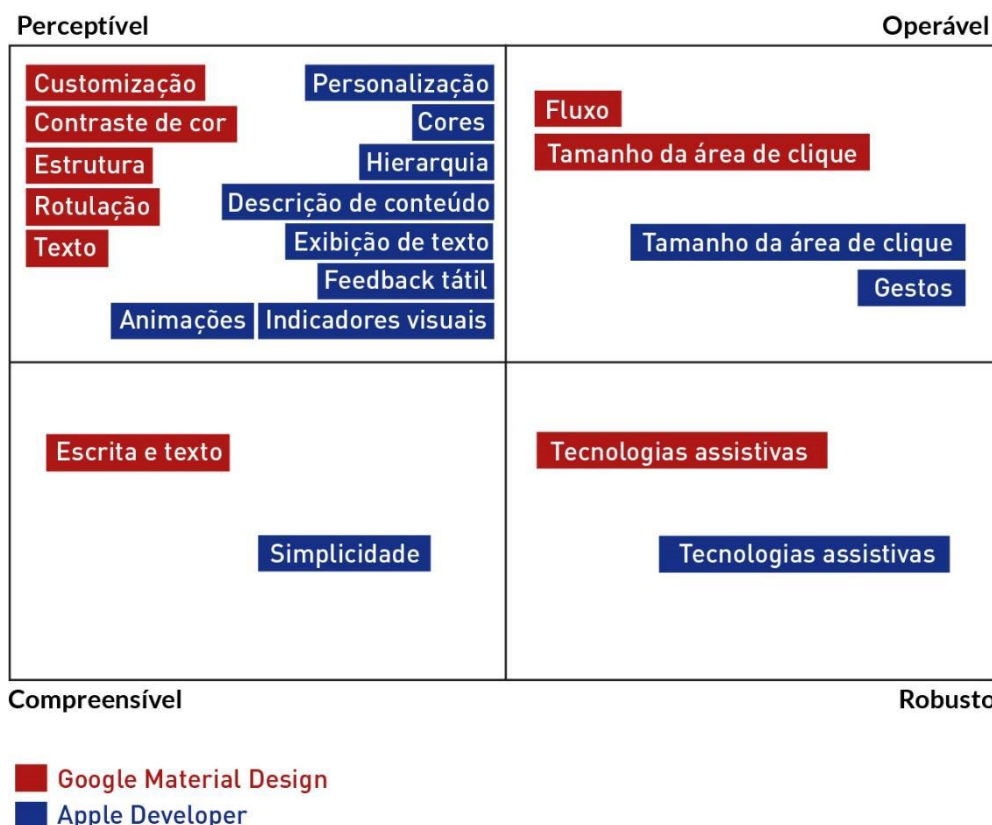 Perceptível
Operável
Customização
Personalização
Contraste de cor
Cores
Estrutura
Hierarquia
Rotulação
Descrição de conteúdo
Texto
Exibição de texto
Feedback tátil
Animações
Indicadores visuais
Fluxo
Tamanho da área de clique
Tamanho da área de clique
Gestos
Escrita e texto
Simplicidade
Tecnologias assistivas
Tecnologias assistivas
Compreensível
Robusto
Google Material Design
Apple Developer